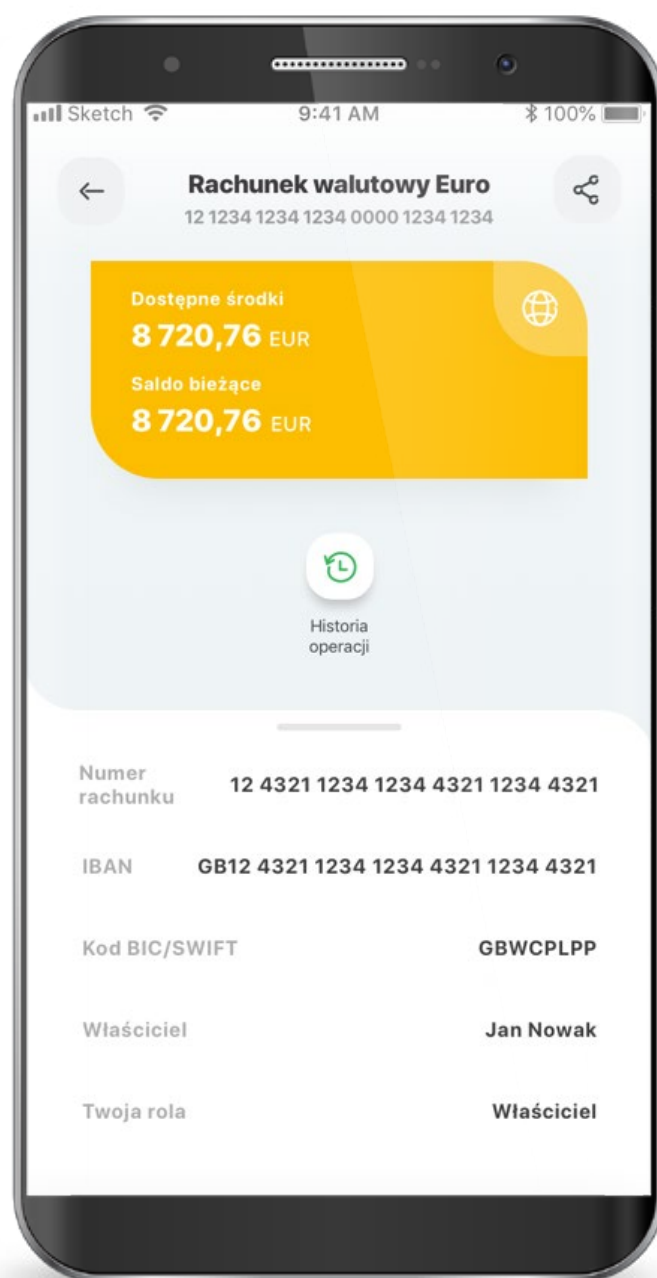 Sketch 9:41 AM 100%
Rachunek walutowy Euro
12 1234 1234 1234 0000 1234 1234
Dostępne środki
8 720,76 EUR
Saldo bieżące
8 720,76 EUR
Historia
operacji
Numer
rachunku
12 4321 1234 1234 4321 1234 4321
IBAN GB12 4321 1234 1234 4321 1234 4321
Kod BIC/SWIFT GBWCPLPP
Właściciel Jan Nowak
Twoja rola Właściciel